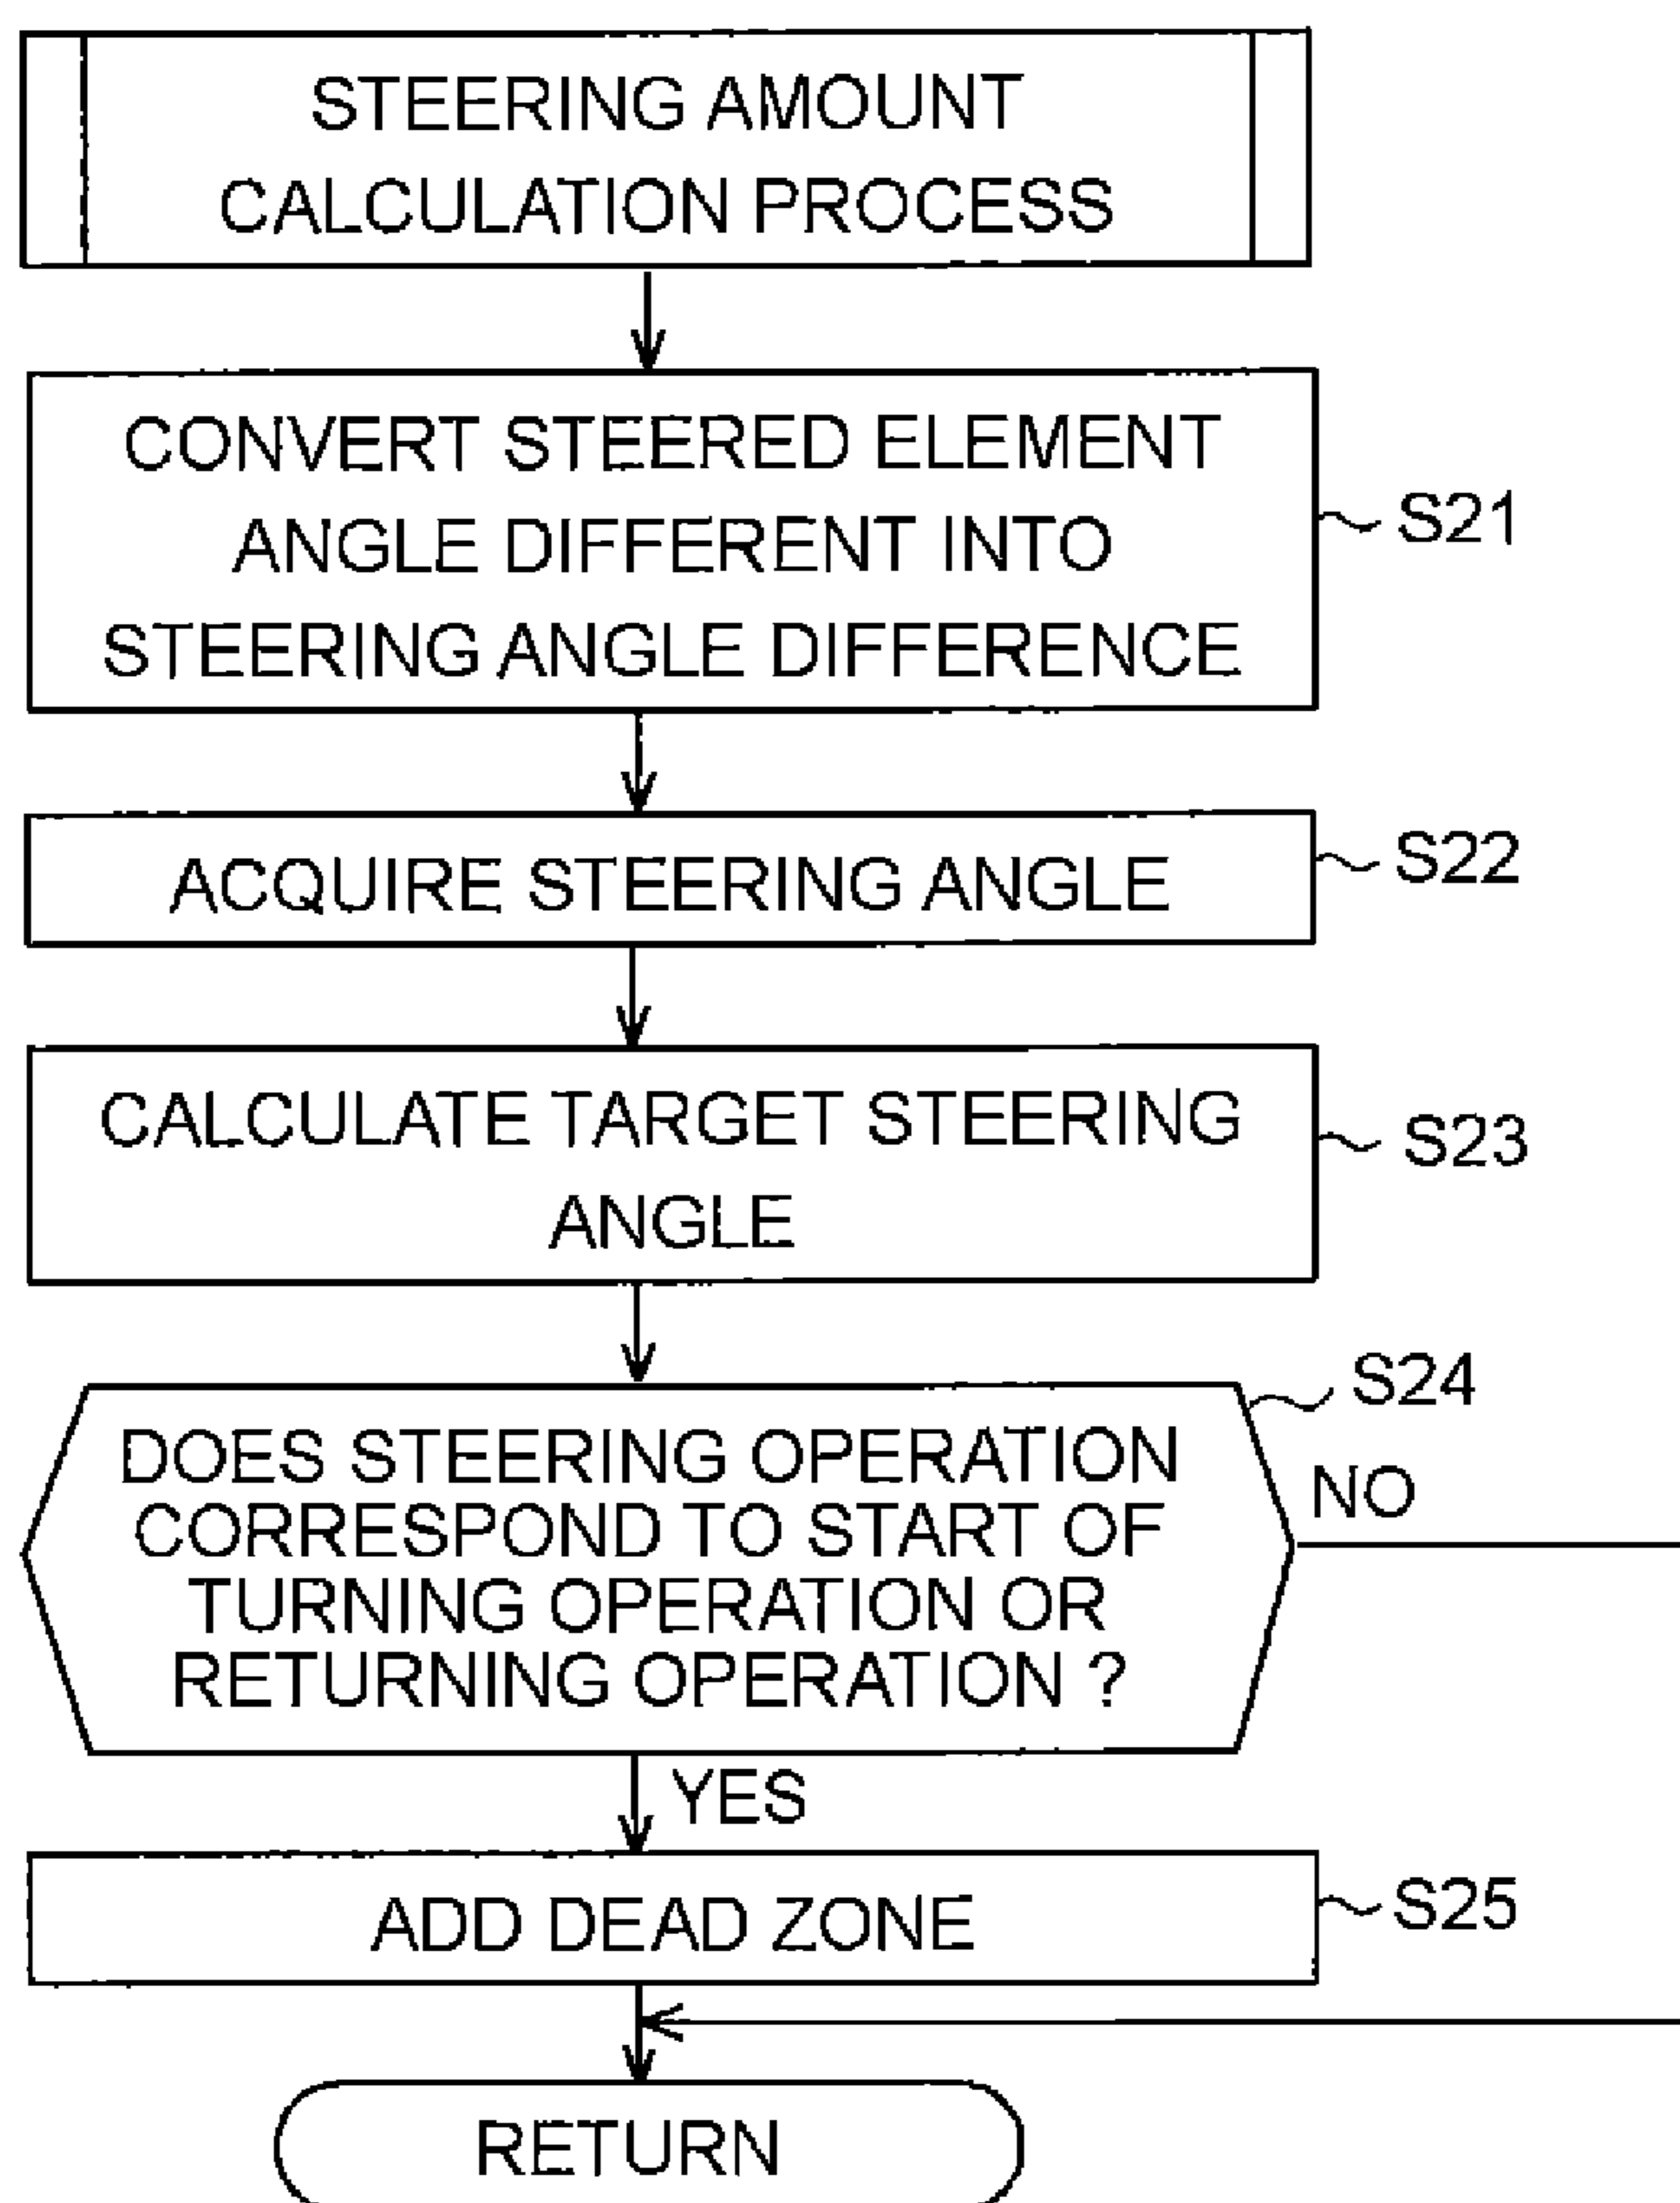 STEERING AMOUNT
CALCULATION PROCESS
CONVERT STEERED ELEMENT
ANGLE DIFFERENT INTO
STEERING ANGLE DIFFERENCE
S21
ACQUIRE STEERING ANGLE
S22
CALCULATE TARGET STEERING
ANGLE
S23
S24
DOES STEERING OPERATION
CORRESPOND TO START OF
TURNING OPERATION OR
RETURNING OPERATION ?
NO
YES
ADD DEAD ZONE
S25
RETURN